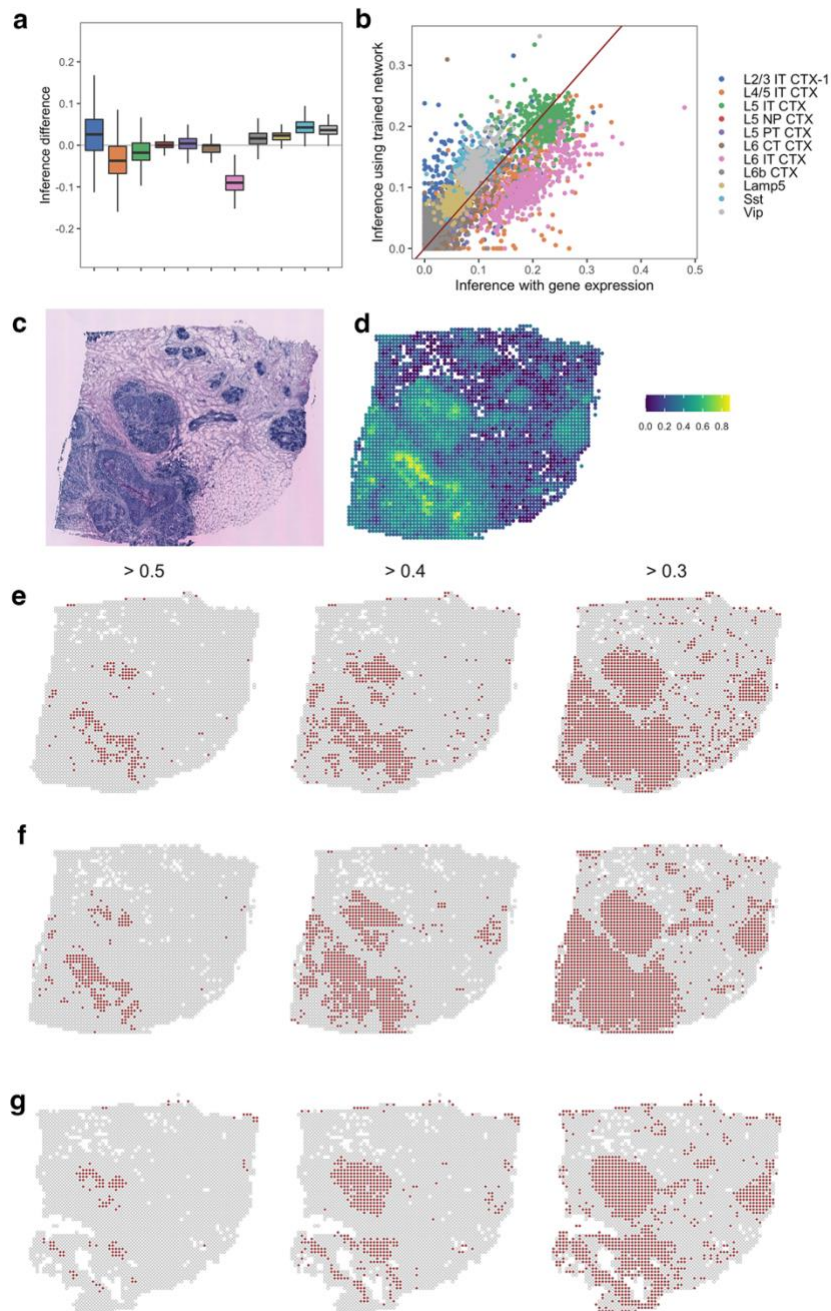 a
0.2
0.1
0.0
-0.1
-0.2
Inference difference
b
0.3
0.2
0.1
0.0
Inference using trained network
0.0 0.1 0.2 0.3 0.4 0.5
Inference with gene expression
L2/3 IT CTX-1
L4/5 IT CTX
L5 IT CTX
L5 NP CTX
L5 PT CTX
L6 CT CTX
L6 IT CTX
L6b CTX
Lamp5
Sst
Vip
c
d
0.0 0.2 0.4 0.6 0.8
> 0.5 > 0.4 > 0.3
e
f
g